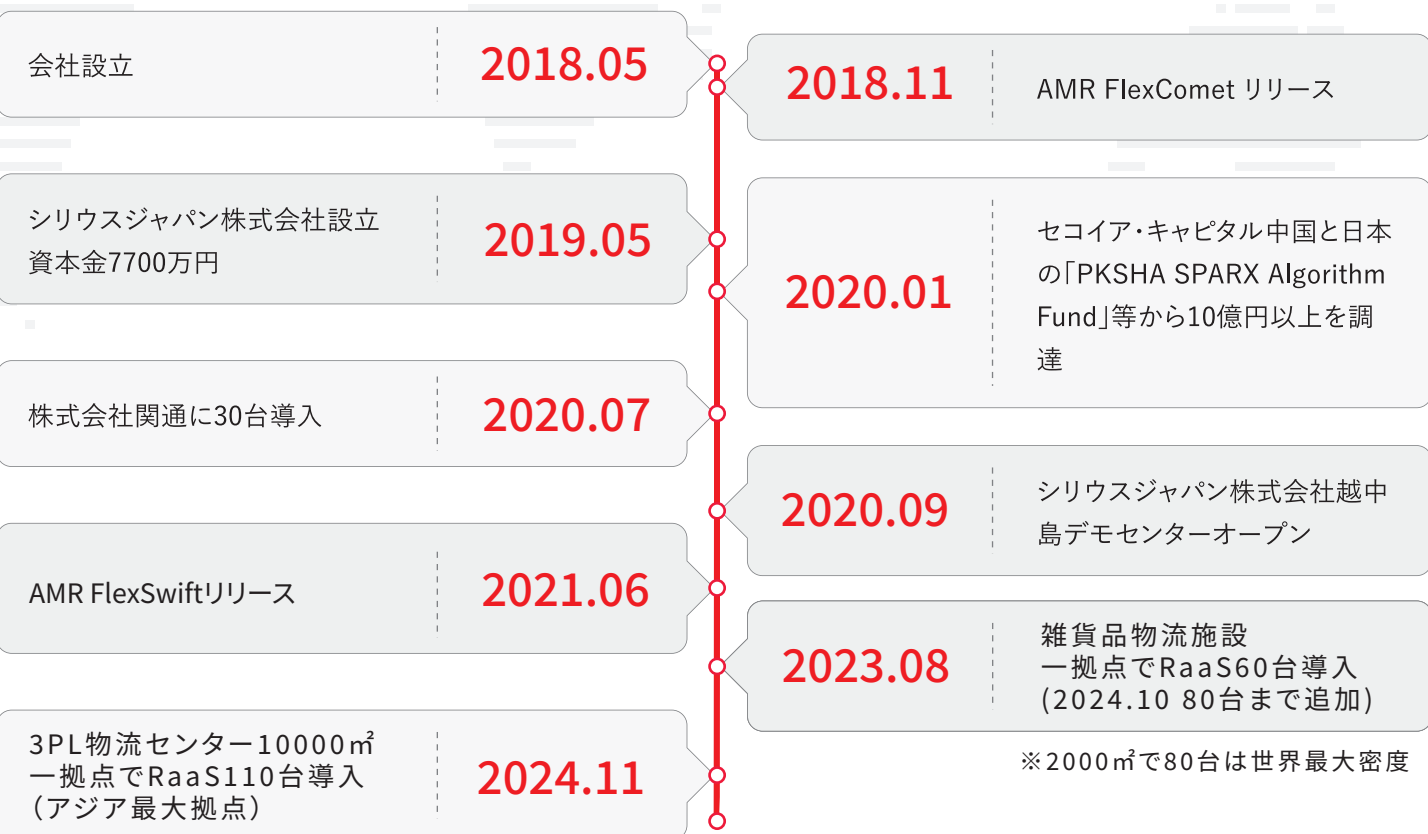 会社設立
2018.05
2018.11
AMR FlexComet リリース
シリウスジャパン株式会社設立
資本金7700万円
2019.05
2020.01
セコイア・キャピタル中国と日本
の「PKSHA SPARX Algorithm
Fund」等から10億円以上を調
達
株式会社関通に30台導入
2020.07
2020.09
シリウスジャパン株式会社越中
島デモセンターオープン
AMR FlexSwiftリリース
2021.06
2023.08
雑貨品物流施設
一拠点でRaaS60台導入
(2024.10 80台まで追加)
※2000㎡で80台は世界最大密度
3PL物流センター10000㎡
一拠点でRaaS110台導入
（アジア最大拠点）
2024.11